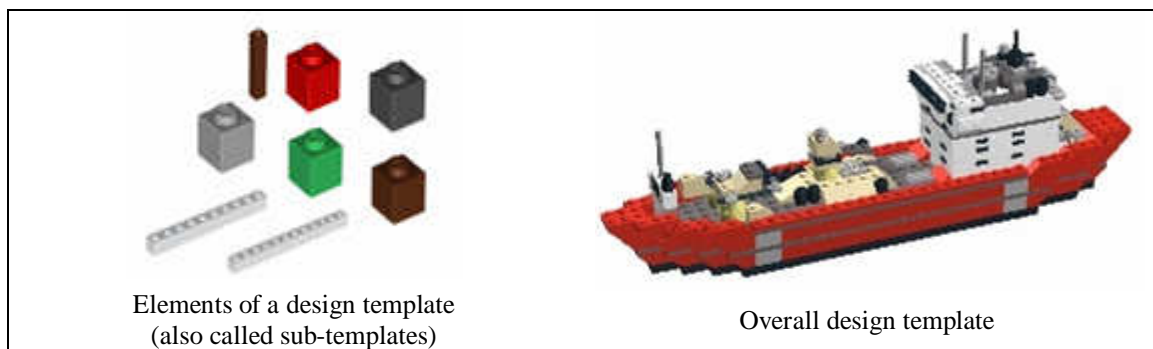 Elements of a design template
(also called sub-templates)
Overall design template